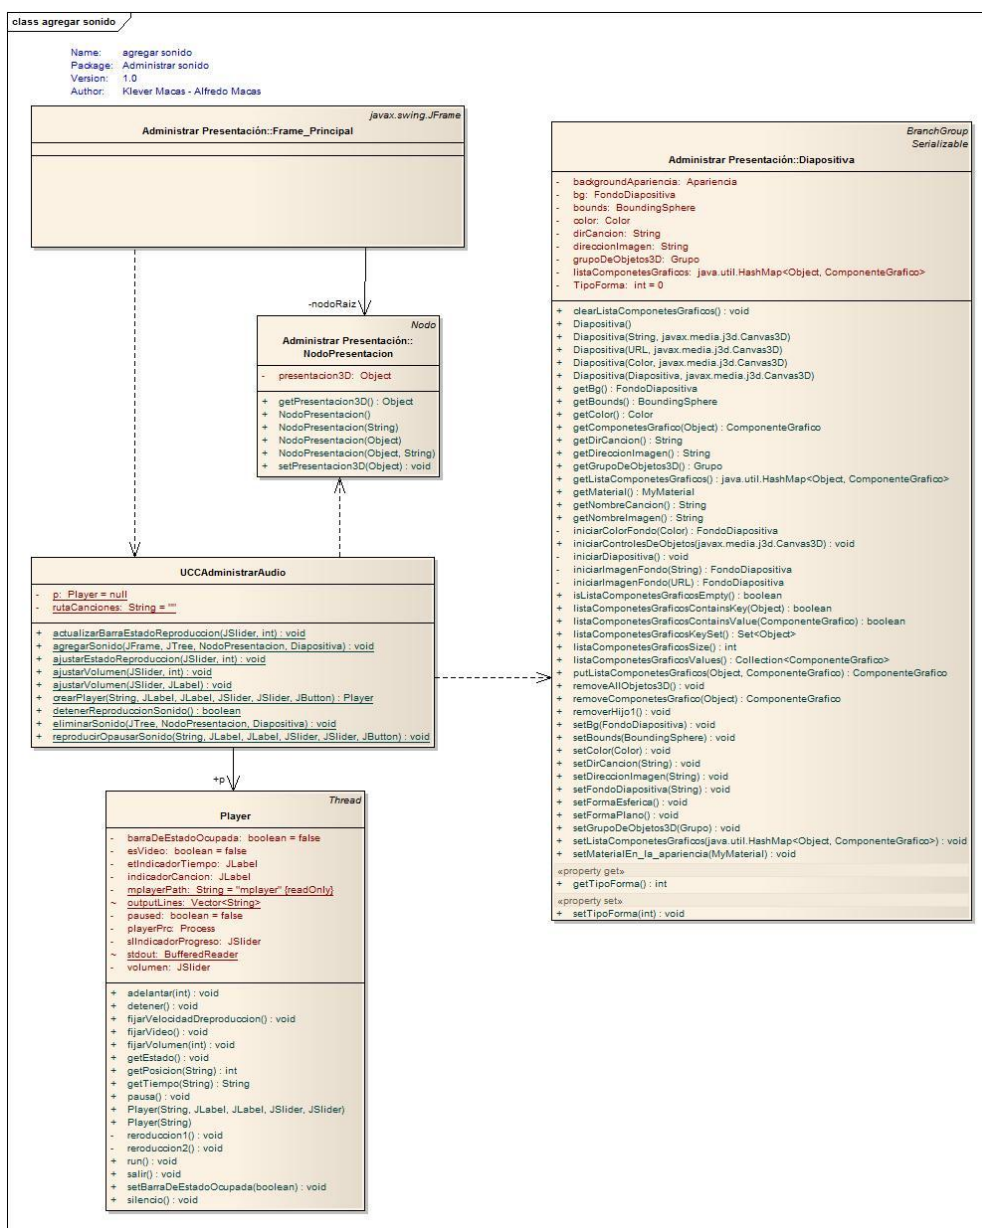 class agregar sonido
Name: agregar sonido
Package: Administrar sonido
Version: 1.0
Author: Klever Macas - Alfredo Macas
javax.swing.JFrame
Administrar Presentación::Frame_Principal
-nodoRaiz
Nodo
Administrar Presentación::
NodoPresentacion
- presentacion3D: Object
+ getPresentacion3D() : Object
+ NodoPresentacion()
+ NodoPresentacion(String)
+ NodoPresentacion(Object)
+ NodoPresentacion(Object, String)
+ setPresentacion3D(Object) : void
UCCAdministrarAudio
- p: Player = null
- rutaCanciones: String = ""
+ actualizarBarraEstadoReproduccion(JSlider, int) : void
+ agregarSonido(JFrame, JTree, NodoPresentacion, Diapositiva) : void
+ ajustarEstadoReproduccion(JSlider, int) : void
+ ajustarVolumen(JSlider, int) : void
+ ajustarVolumen(JSlider, JLabel) : void
+ crearPlayer(String, JLabel, JLabel, JSlider, JSlider, JButton) : Player
+ detenerReproduccionSonido() : boolean
+ eliminarSonido(JTree, NodoPresentacion, Diapositiva) : void
+ reproducirOpausarSonido(String, JLabel, JLabel, JSlider, JSlider, JButton) : void
+p
Thread
Player
- barraDeEstadoOcupada: boolean = false
- esVideo: boolean = false
- etIndicadorTiempo: JLabel
- indicadorCancion: JLabel
- mplayerPath: String = "mplayer" {readOnly}
~ outputLines: Vector<String>
- paused: boolean = false
- playerPrc: Process
- slIndicadorProgreso: JSlider
~ stdout: BufferedReader
- volumen: JSlider
+ adelantar(int) : void
+ detener() : void
+ fijarVelocidadDreproduccion() : void
+ fijarVideo() : void
+ fijarVolumen(int) : void
+ getEstado() : void
+ getPosicion(String) : int
+ getTiempo(String) : String
+ pausa() : void
+ Player(String, JLabel, JLabel, JSlider, JSlider)
+ Player(String)
- reroduccion1() : void
- reroduccion2() : void
+ run() : void
+ salir() : void
+ setBarraDeEstadoOcupada(boolean) : void
+ silencio() : void
BranchGroup
Serializable
Administrar Presentación::Diapositiva
- backgroundApariencia: Apariencia
- bg: FondoDiapositiva
- bounds: BoundingSphere
- color: Color
- dirCancion: String
- direccionImagen: String
- grupoDeObjetos3D: Grupo
- listaComponetesGraficos: java.util.HashMap<Object, ComponenteGrafico>
- TipoForma: int = 0
+ clearListaComponetesGraficos() : void
+ Diapositiva()
+ Diapositiva(String, javax.media.j3d.Canvas3D)
+ Diapositiva(URL, javax.media.j3d.Canvas3D)
+ Diapositiva(Color, javax.media.j3d.Canvas3D)
+ Diapositiva(Diapositiva, javax.media.j3d.Canvas3D)
+ getBg() : FondoDiapositiva
+ getBounds() : BoundingSphere
+ getColor() : Color
+ getComponetesGrafico(Object) : ComponenteGrafico
+ getDirCancion() : String
+ getDireccionImagen() : String
+ getGrupoDeObjetos3D() : Grupo
+ getListaComponetesGraficos() : java.util.HashMap<Object, ComponenteGrafico>
+ getMaterial() : MyMaterial
+ getNombreCancion() : String
+ getNombreImagen() : String
- iniciarColorFondo(Color) : FondoDiapositiva
+ iniciarControlesDeObjetos(javax.media.j3d.Canvas3D) : void
- iniciarDiapositiva() : void
- iniciarImagenFondo(String) : FondoDiapositiva
- iniciarImagenFondo(URL) : FondoDiapositiva
+ isListaComponetesGraficosEmpty() : boolean
+ listaComponetesGraficosContainsKey(Object) : boolean
+ listaComponetesGraficosContainsValue(ComponenteGrafico) : boolean
+ listaComponetesGraficosKeySet() : Set<Object>
+ listaComponetesGraficosSize() : int
+ listaComponetesGraficosValues() : Collection<ComponenteGrafico>
+ putListaComponetesGraficos(Object, ComponenteGrafico) : ComponenteGrafico
+ removeAllObjetos3D() : void
+ removeComponetesGrafico(Object) : ComponenteGrafico
+ removerHijo1() : void
+ setBg(FondoDiapositiva) : void
+ setBounds(BoundingSphere) : void
+ setColor(Color) : void
+ setDirCancion(String) : void
+ setDireccionImagen(String) : void
+ setFondoDiapositiva(String) : void
+ setFormaEsferica() : void
+ setFormaPlano() : void
+ setGrupoDeObjetos3D(Grupo) : void
+ setListaComponetesGraficos(java.util.HashMap<Object, ComponenteGrafico>) : void
+ setMaterialEn_la_apariencia(MyMaterial) : void
«property get»
+ getTipoForma() : int
«property set»
+ setTipoForma(int) : void